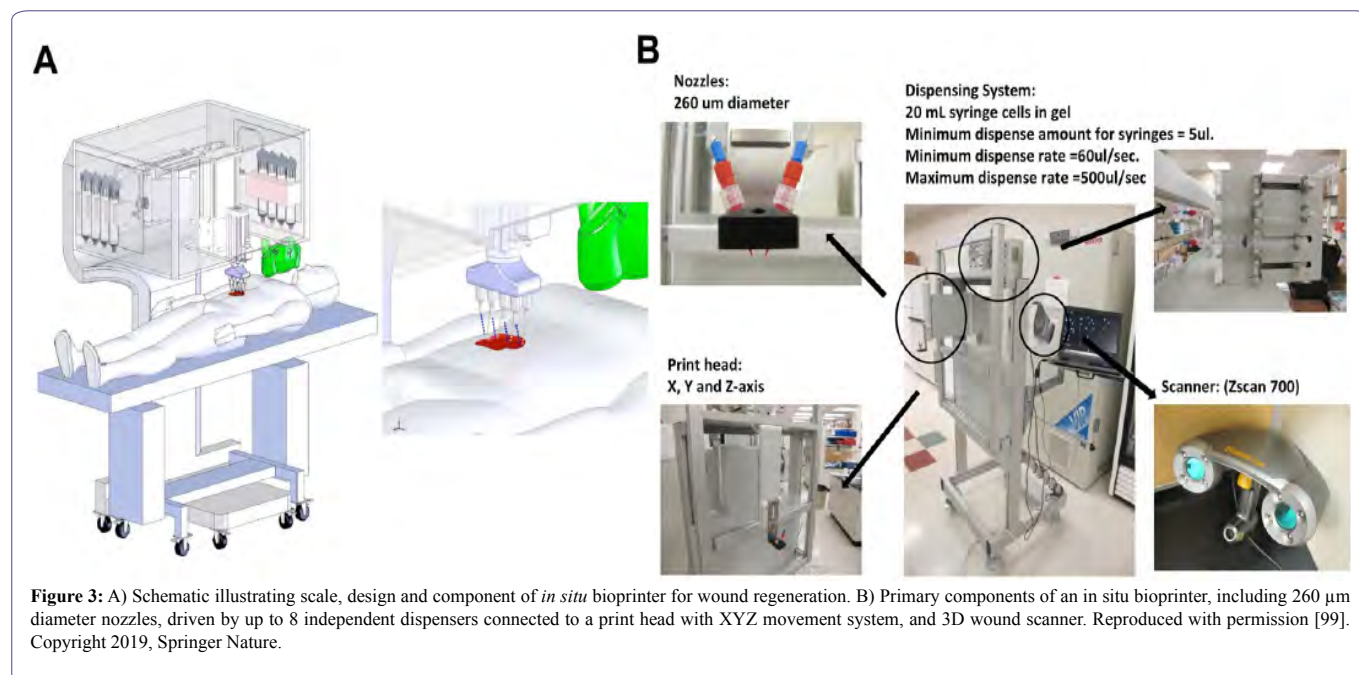 A
B
Nozzles:
260 um diameter
Dispensing System:
20 mL syringe cells in gel
Minimum dispense amount for syringes = 5ul.
Minimum dispense rate =60ul/sec.
Maximum dispense rate =500ul/sec
Print head:
X, Y and Z-axis
VIP
Scanner: (Zscan 700)
Figure 3: A) Schematic illustrating scale, design and component of in situ bioprinter for wound regeneration. B) Primary components of an in situ bioprinter, including 260 µm
diameter nozzles, driven by up to 8 independent dispensers connected to a print head with XYZ movement system, and 3D wound scanner. Reproduced with permission [99].
Copyright 2019, Springer Nature.